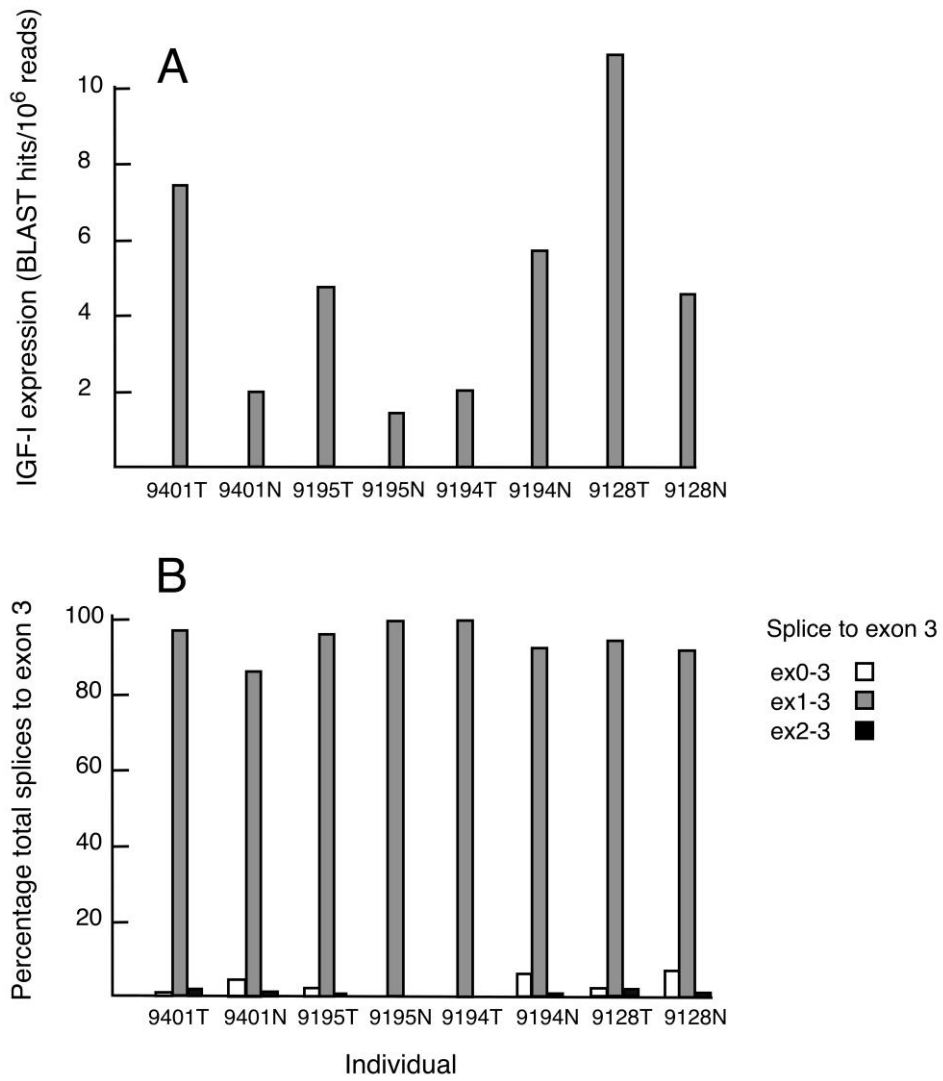 A
IGF-I expression (BLAST hits/10⁶ reads)
10
8
6
4
2
9401T 9401N 9195T 9195N 9194T 9194N 9128T 9128N
B
Percentage total splices to exon 3
100
80
60
40
20
9401T 9401N 9195T 9195N 9194T 9194N 9128T 9128N
Individual
Splice to exon 3
ex0-3
ex1-3
ex2-3